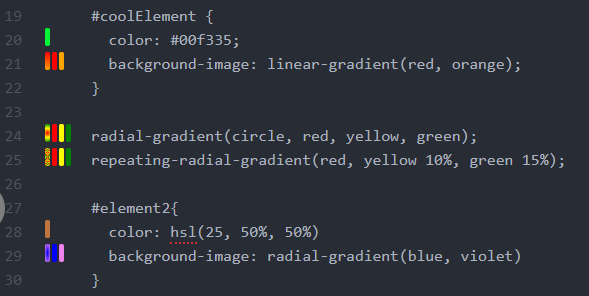 19 #coolElement {
20 color: #00f335;
21 background-image: linear-gradient(red, orange);
22 }
23
24 radial-gradient(circle, red, yellow, green);
25 repeating-radial-gradient(red, yellow 10%, green 15%);
26
27 #element2{
28 color: hsl(25, 50%, 50%)
29 background-image: radial-gradient(blue, violet)
30 }